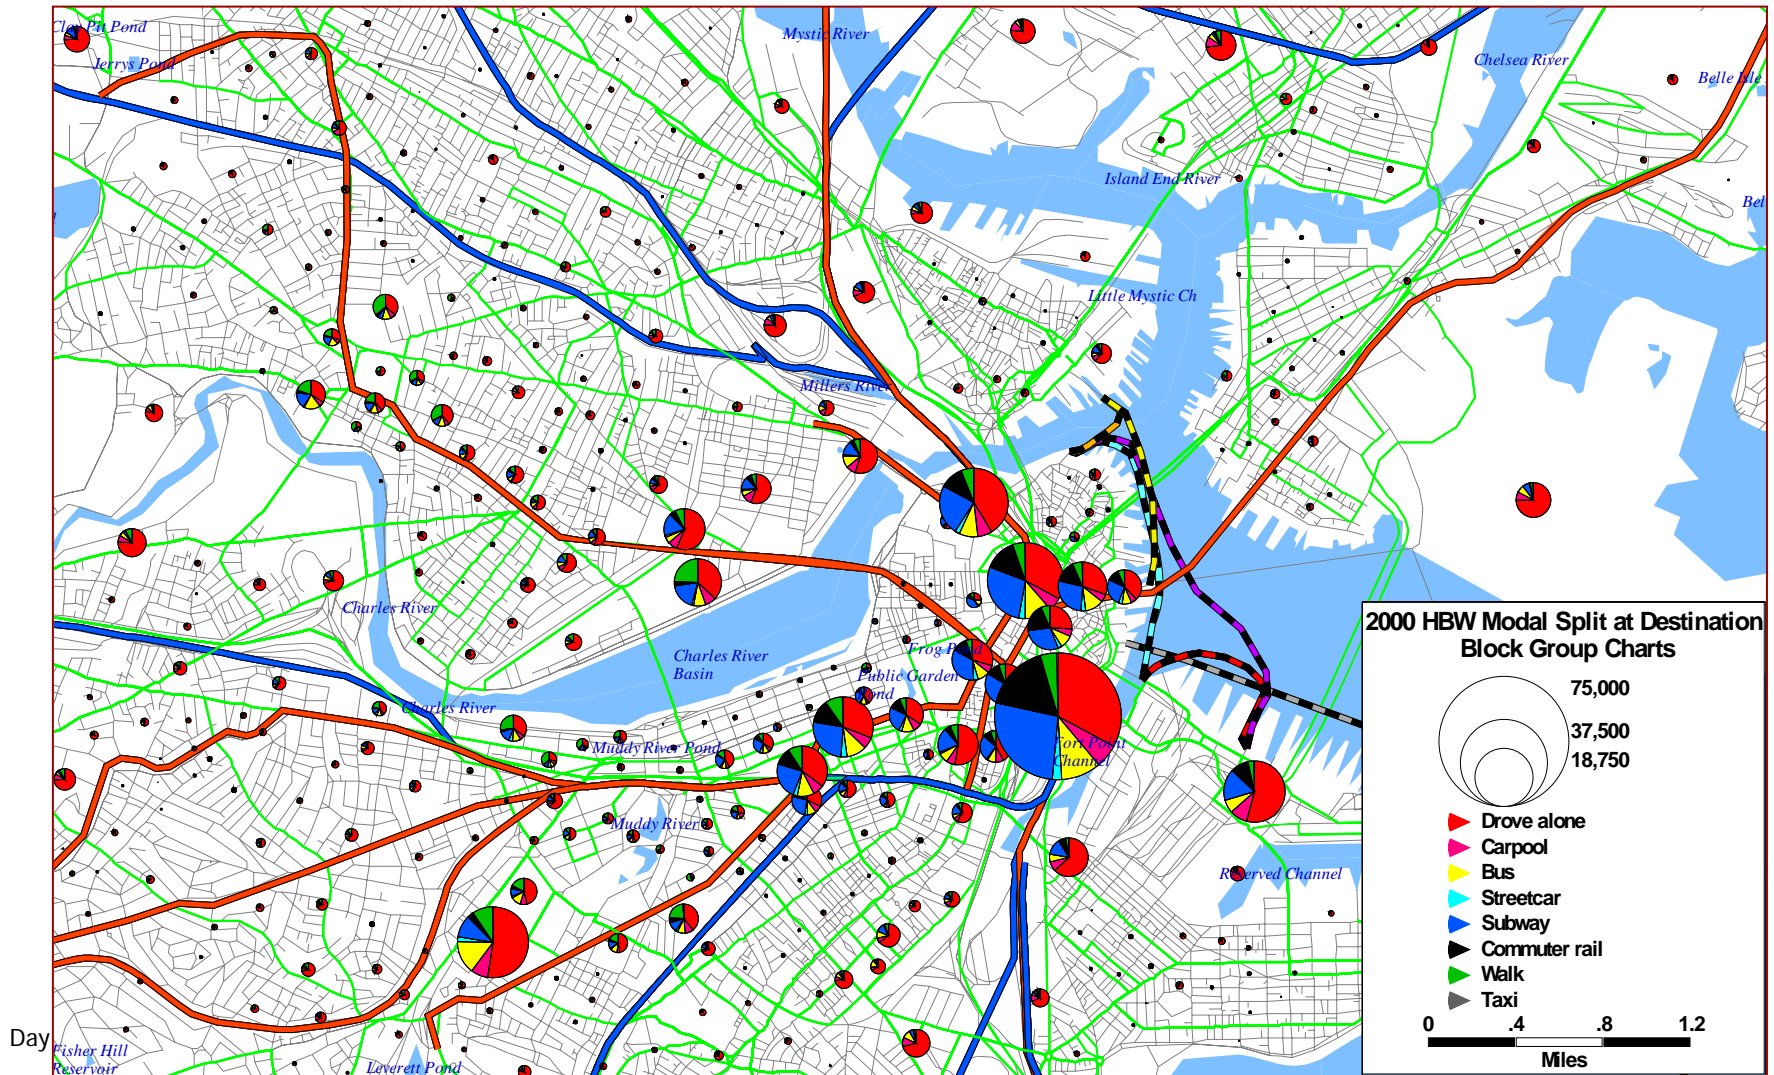 Clay Pit Pond
Jerrys Pond
Mystic River
Chelsea River
Belle Isle
Island End River
Bel
Little Mystic Ch
Millers River
Charles River
Charles River
Basin
Frog Pond
Public Garden
Pond
Charles River
Muddy River Pond
Fort Point
Channel
Muddy River
Reserved Channel
Leverett Pond
Fisher Hill
Reservoir
Day
2000 HBW Modal Split at Destination
Block Group Charts
75,000
37,500
18,750
Drove alone
Carpool
Bus
Streetcar
Subway
Commuter rail
Walk
Taxi
0 .4 .8 1.2
Miles